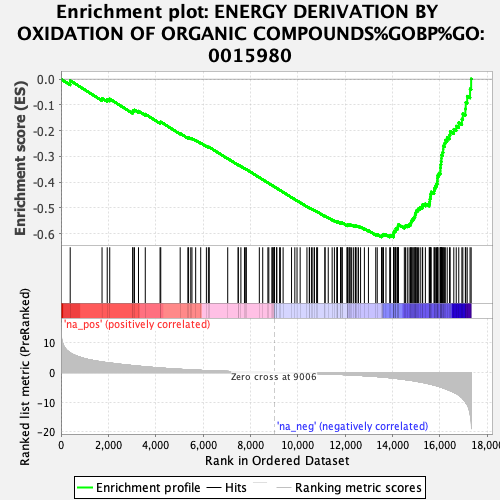 Enrichment plot: ENERGY DERIVATION BY
OXIDATION OF ORGANIC COMPOUNDS%GOBP%GO:
0015980
Enrichment score (ES)
0.0
-0.1
-0.2
-0.3
-0.4
-0.5
-0.6
'na_pos' (positively correlated)
Ranked list metric (PreRanked)
10
0
-10
-20
Zero cross at 9006
'na_neg' (negatively correlated)
0
2,000
4,000
6,000
8,000
10,000
12,000
14,000
16,000
18,000
Rank in Ordered Dataset
Enrichment profile
Hits
Ranking metric scores